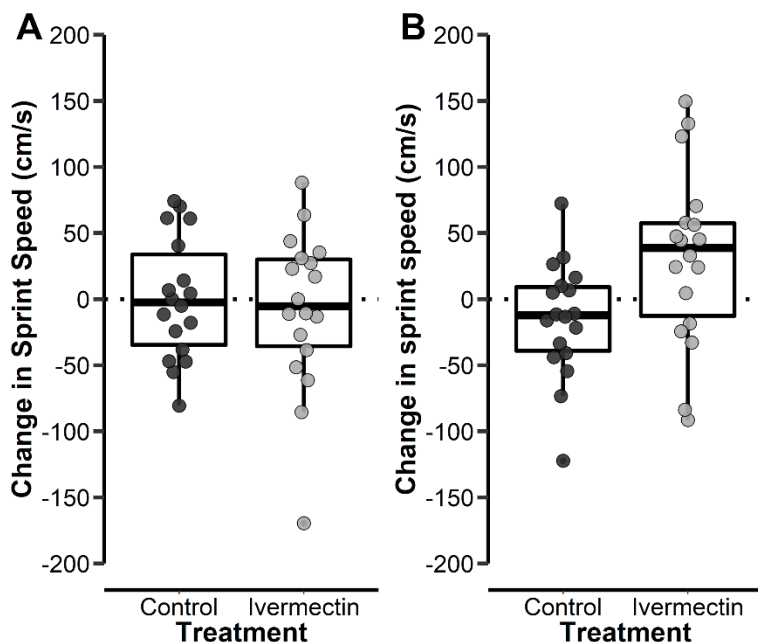 A
Change in Sprint Speed (cm/s)
200
150
100
50
0
-50
-100
-150
-200
Control Ivermectin
Treatment
B
Change in sprint speed (cm/s)
200
150
100
50
0
-50
-100
-150
-200
Control Ivermectin
Treatment